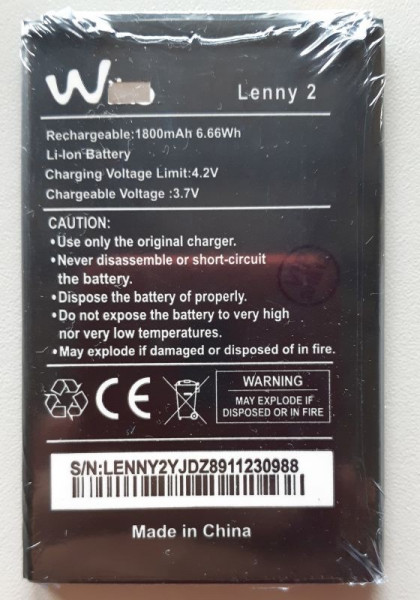 W
Lenny 2
Rechargeable:1800mAh 6.66Wh
Li-Ion Battery
Charging Voltage Limit:4.2V
Chargeable Voltage :3.7V
CAUTION:
•Use only the original charger.
•Never disassemble or short-circuit
the battery.
•Dispose the battery of properly.
•Do not expose the battery to very high
nor very low temperatures.
•May explode if damaged or disposed of in fire.
CE
WARNING
MAY EXPLODE IF
DISPOSED OR IN FIRE
S/N:LENNY2YJDZ8911230988
Made in China